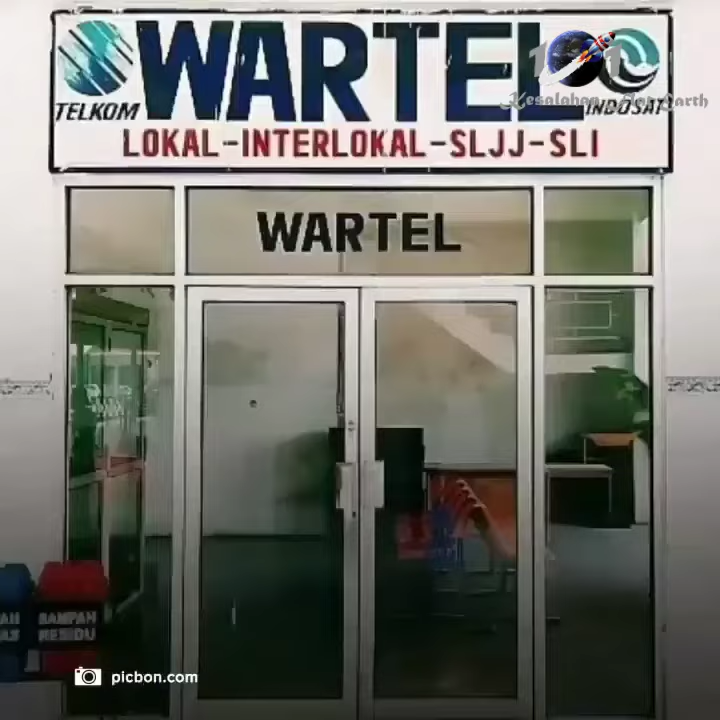 WARTEL
TELKOM
INDOSAT
LOKAL-INTERLOKAL-SLJJ-SLI
WARTEL
SAMPAH
RESIDU
picbon.com